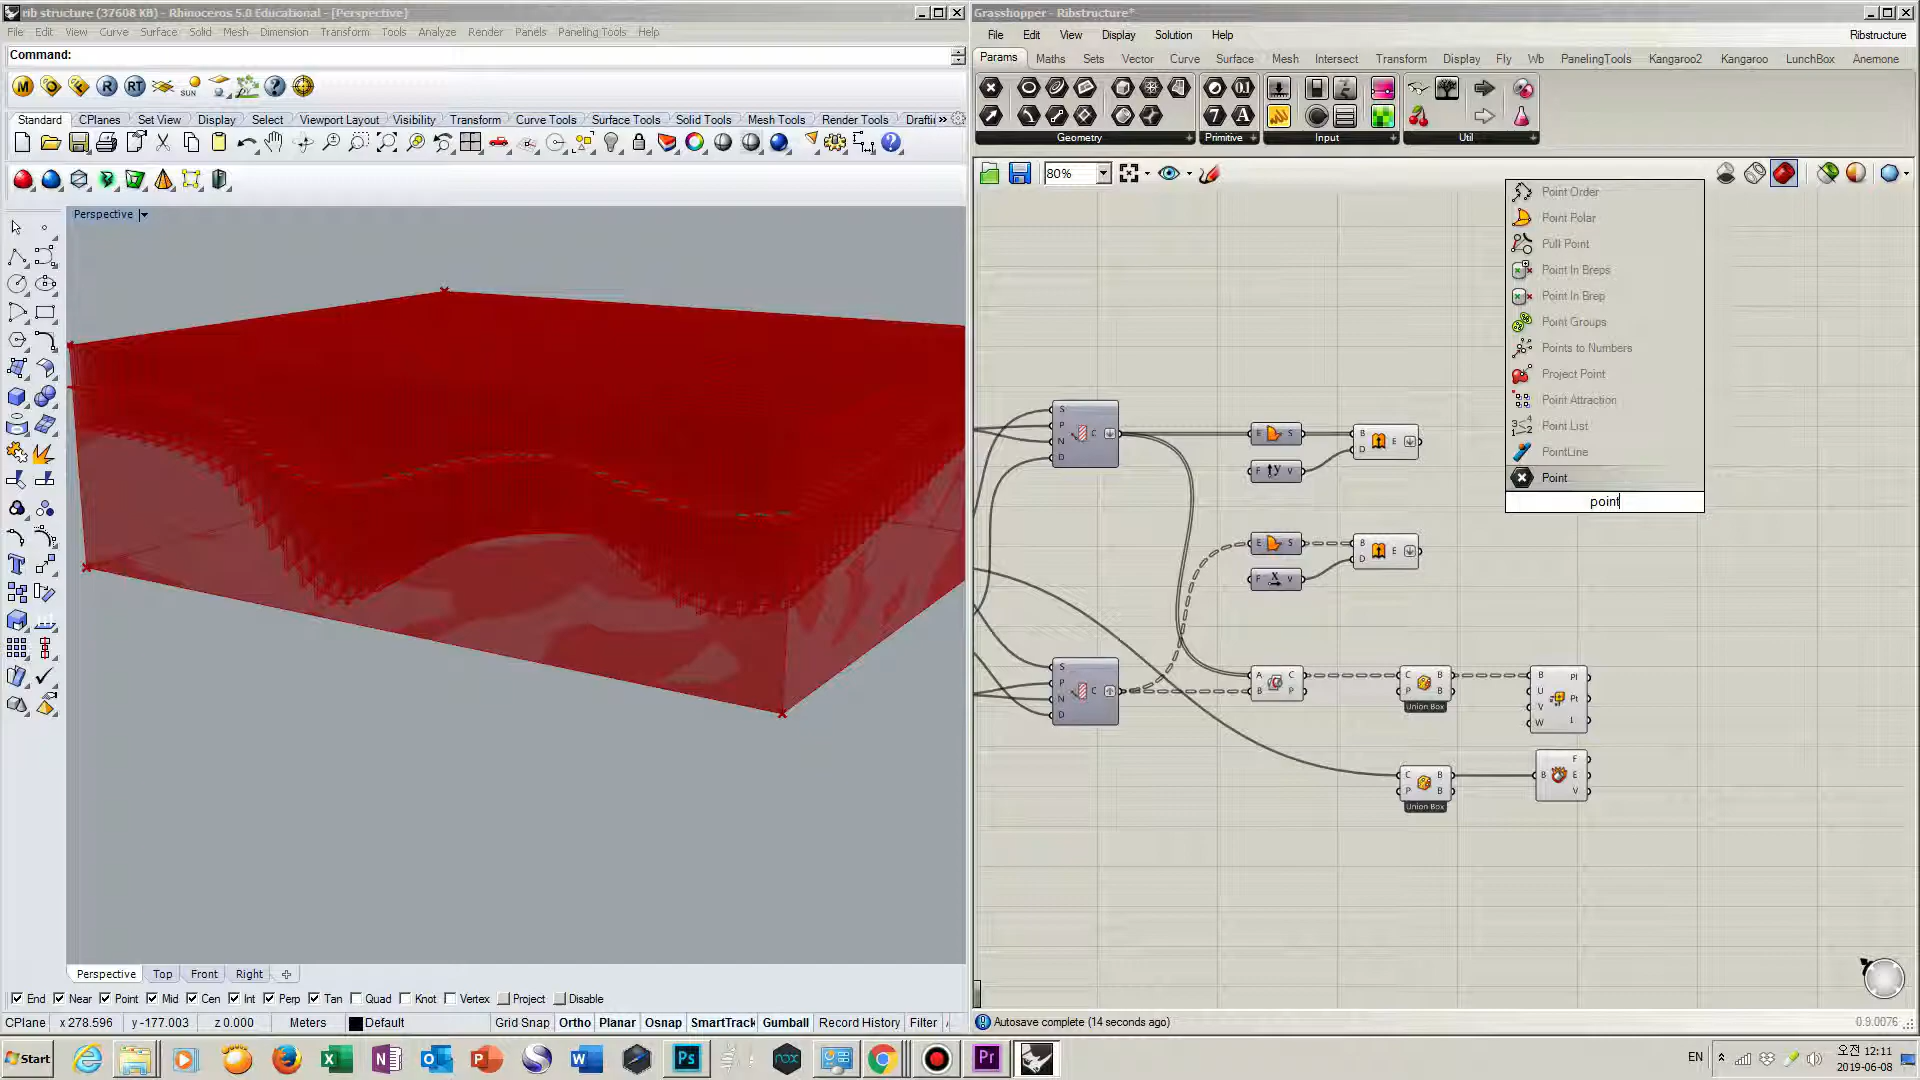 rib structure (37608 KB) - Rhinoceros 5.0 Educational - [Perspective]
File Edit View Curve Surface Solid Mesh Dimension Transform Tools Analyze Render Panels Paneling Tools Help
Command:
SUN
Standard CPlanes Set View Display Select Viewport Layout Visibility Transform Curve Tools Surface Tools Solid Tools Mesh Tools Render Tools Draftir »
Perspective
Perspective Top Front Right
End Near Point Mid Cen Int Perp Tan Quad Knot Vertex Project Disable
CPlane x 278.596 y -177.003 z 0.000 Meters Default Grid Snap Ortho Planar Osnap SmartTrack Gumball Record History Filter
Grasshopper - Ribstructure*
File Edit View Display Solution Help Ribstructure
Params Maths Sets Vector Curve Surface Mesh Intersect Transform Display Fly Wb PanelingTools Kangaroo2 Kangaroo LunchBox Anemone
Geometry Primitive Input Util
80%
Point Order
Point Polar
Pull Point
Point In Breps
Point In Brep
Point Groups
Points to Numbers
Project Point
Point Attraction
Point List
PointLine
Point
point
S P N D C
E S
F y V
B D E
E S
F x V
B D E
S P N D C
A B C P
C P B B
Union Box
B U V W Pl Pt I
C P B B
Union Box
B F E V
Autosave complete (14 seconds ago)
0.9.0076
Start
EN
오전 12:11
2019-06-08